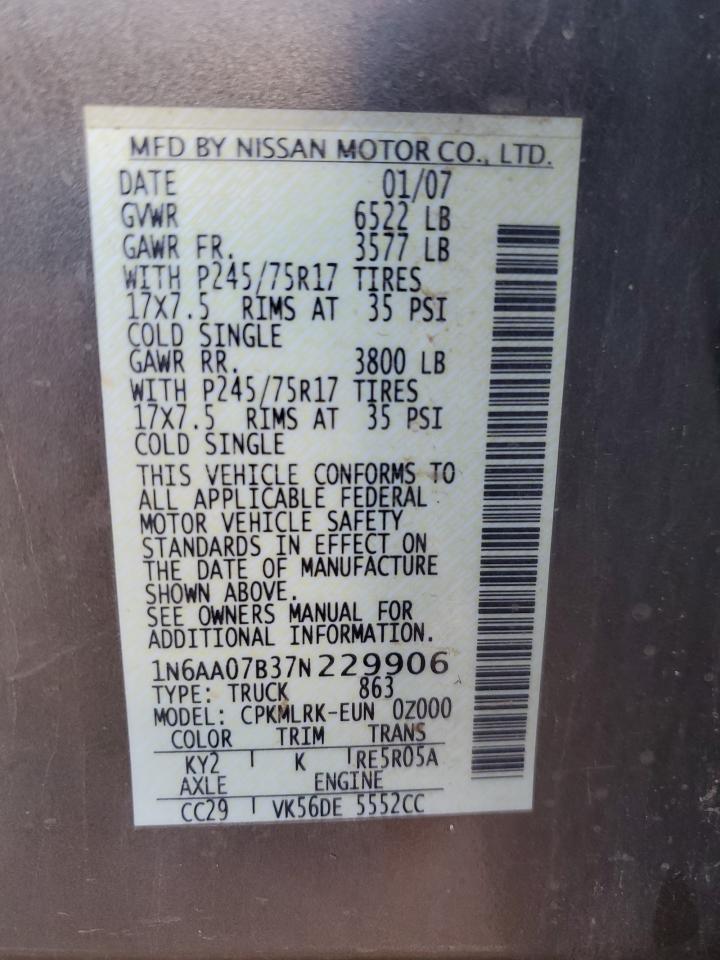 MFD BY NISSAN MOTOR CO., LTD.
DATE 01/07
GVWR 6522 LB
GAWR FR. 3577 LB
WITH P245/75R17 TIRES
17X7.5 RIMS AT 35 PSI
COLD SINGLE
GAWR RR. 3800 LB
WITH P245/75R17 TIRES
17X7.5 RIMS AT 35 PSI
COLD SINGLE
THIS VEHICLE CONFORMS TO
ALL APPLICABLE FEDERAL
MOTOR VEHICLE SAFETY
STANDARDS IN EFFECT ON
THE DATE OF MANUFACTURE
SHOWN ABOVE.
SEE OWNERS MANUAL FOR
ADDITIONAL INFORMATION.
1N6AA07B37N229906
TYPE: TRUCK 863
MODEL: CPKMLRK-EUN 0Z000
COLOR TRIM TRANS
KY2 K RE5R05A
AXLE ENGINE
CC29 VK56DE 5552CC